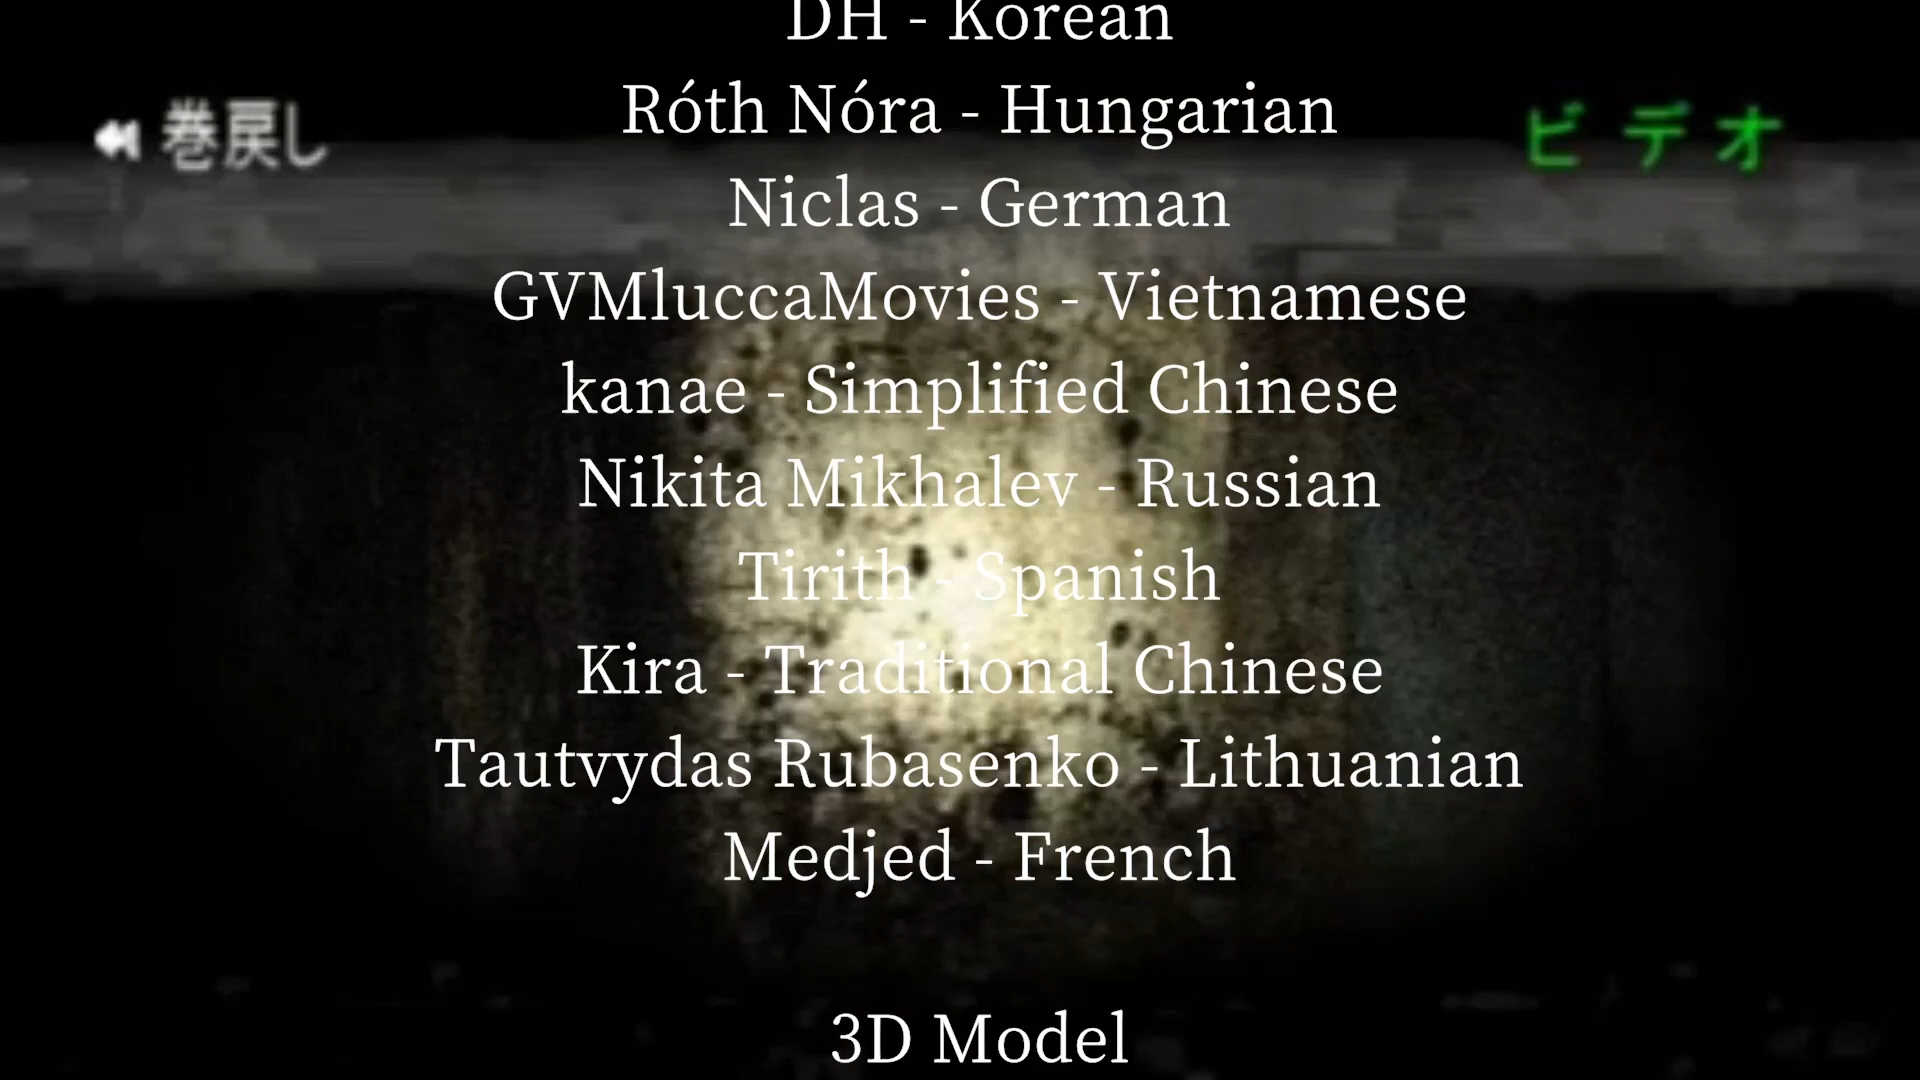 DH - Korean
Róth Nóra - Hungarian
巻戻し
ビデオ
Niclas - German
GVMluccaMovies - Vietnamese
kanae - Simplified Chinese
Nikita Mikhalev - Russian
Tirith - Spanish
Kira - Traditional Chinese
Tautvydas Rubasenko - Lithuanian
Medjed - French
3D Model